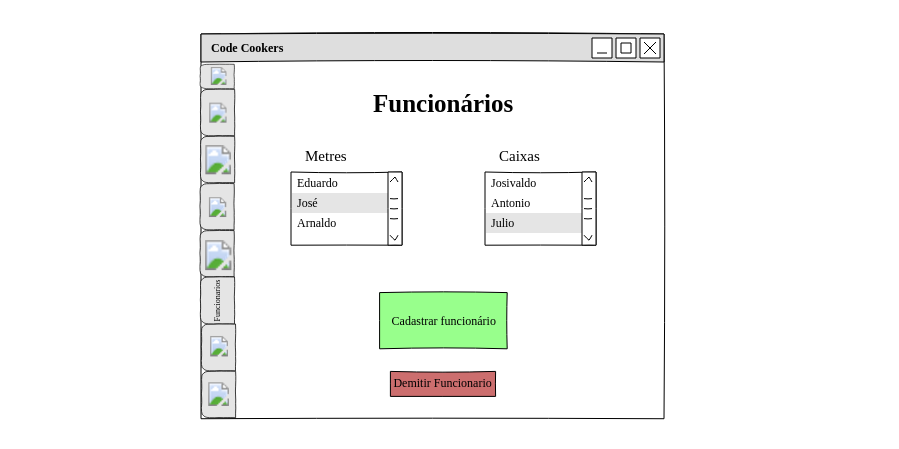 Code Cookers
Funcionários
Metres
Caixas
Eduardo
José
Arnaldo
Josivaldo
Antonio
Julio
Funcionarios
Cadastrar funcionário
Demitir Funcionario